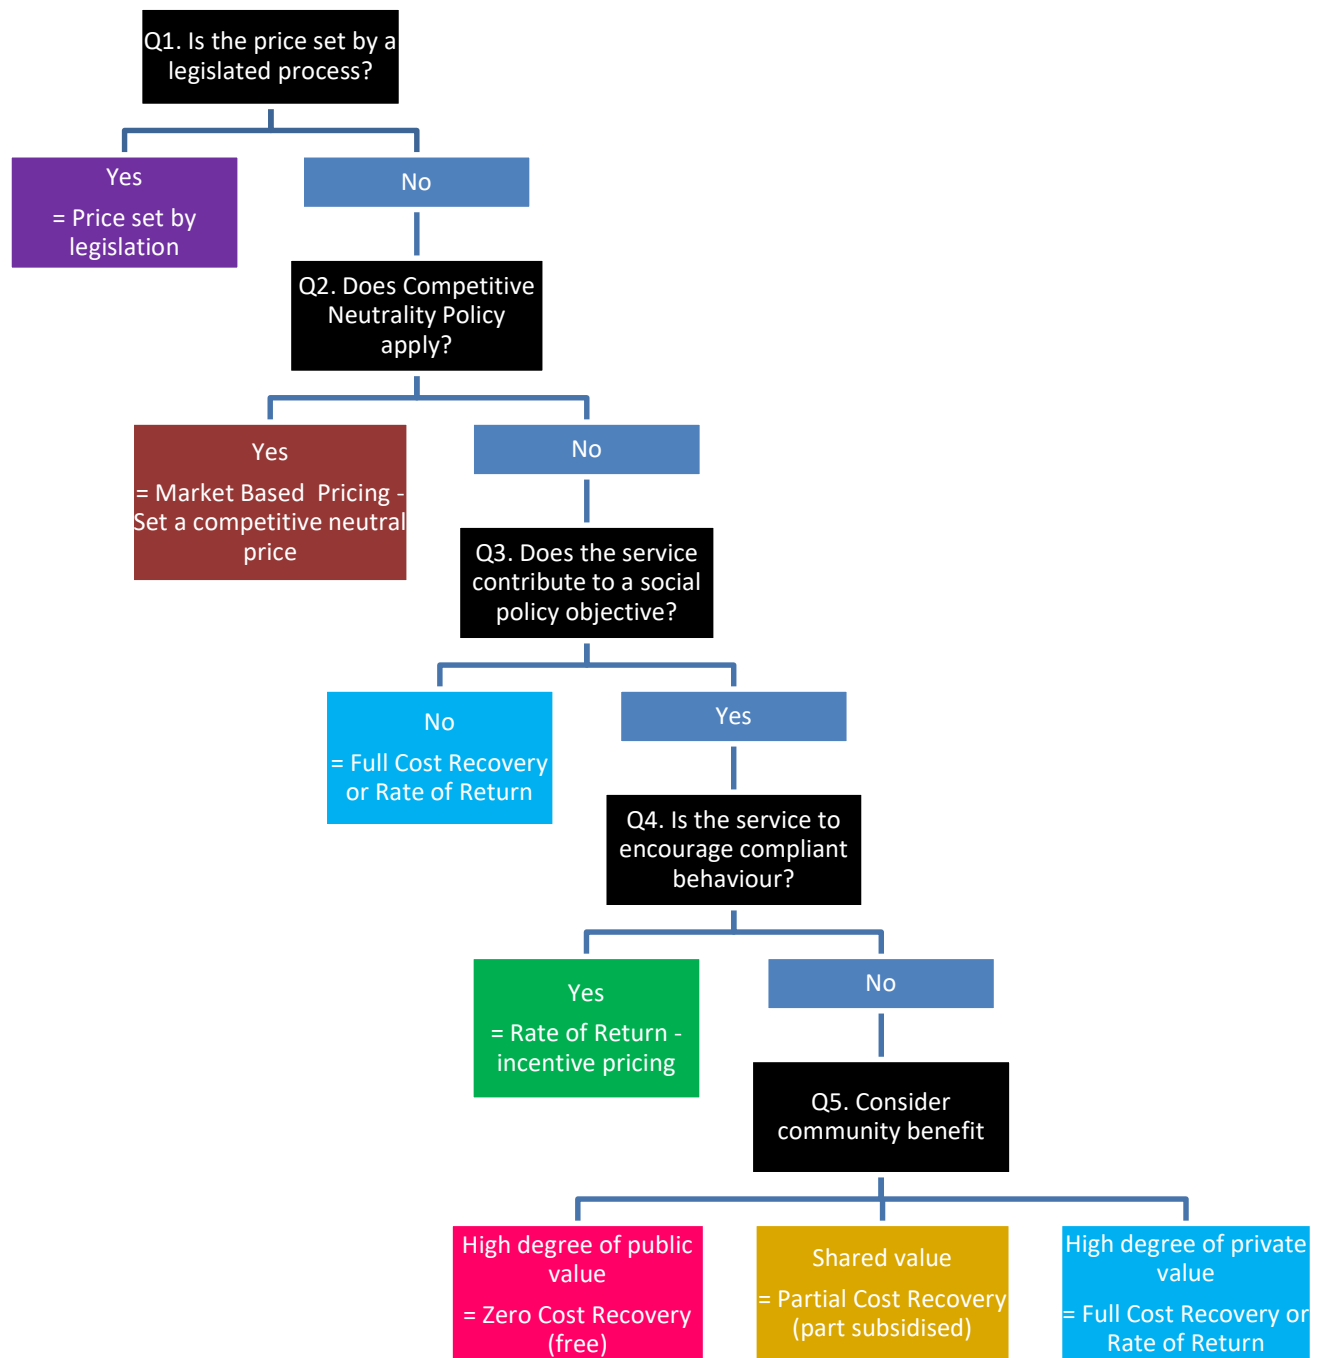 Q1. Is the price set by a
legislated process?
Yes
= Price set by
legislation
No
Q2. Does Competitive
Neutrality Policy
apply?
Yes
= Market Based  Pricing -
Set a competitive neutral
price
No
Q3. Does the service
contribute to a social
policy objective?
No
= Full Cost Recovery
or Rate of Return
Yes
Q4. Is the service to
encourage compliant
behaviour?
Yes
= Rate of Return -
incentive pricing
No
Q5. Consider
community benefit
High degree of public
value
= Zero Cost Recovery
(free)
Shared value
= Partial Cost Recovery
(part subsidised)
High degree of private
value
= Full Cost Recovery or
Rate of Return